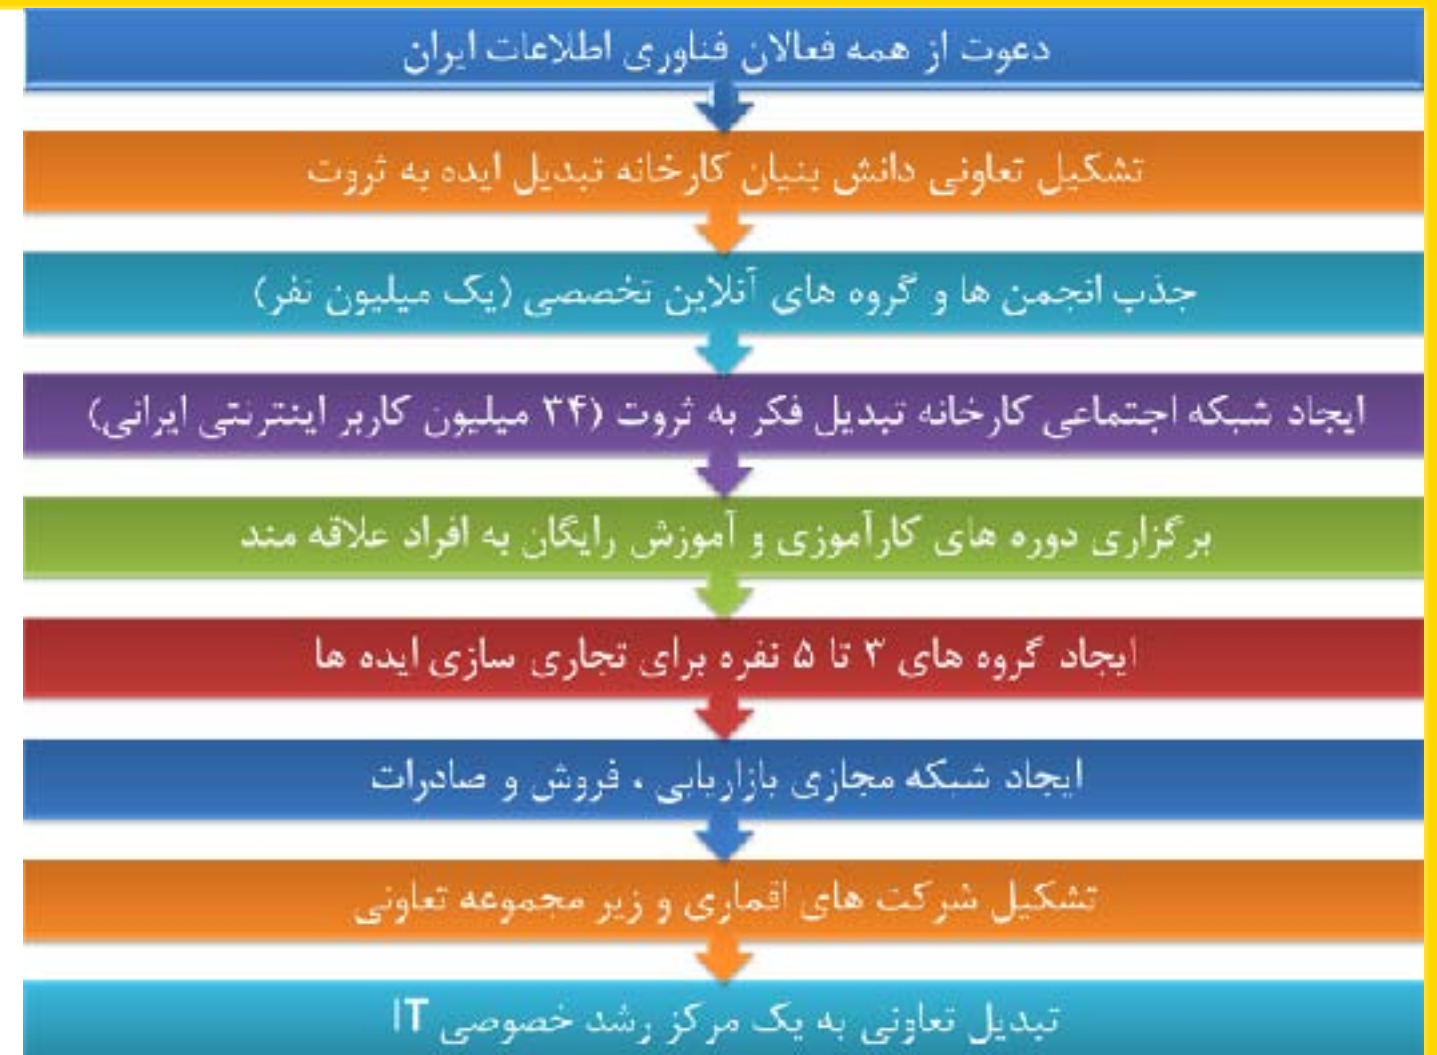 دعوت از همه فعالان فناوری اطلاعات ایران
تشکیل تعاونی دانش بنیان کارخانه تبدیل ایده به ثروت
جذب انجمن ها و گروه های آنلاین تخصصی (یک میلیون نفر)
ایجاد شبکه اجتماعی کارخانه تبدیل فکر به ثروت (۳۴ میلیون کاربر اینترنتی ایرانی)
برگزاری دوره های کارآموزی و آموزش رایگان به افراد علاقه مند
ایجاد گروه های ۳ تا ۵ نفره برای تجاری سازی ایده ها
ایجاد شبکه مجازی بازاریابی ، فروش و صادرات
تشکیل شرکت های اقماری و زیر مجموعه تعاونی
تبدیل تعاونی به یک مرکز رشد خصوصی IT